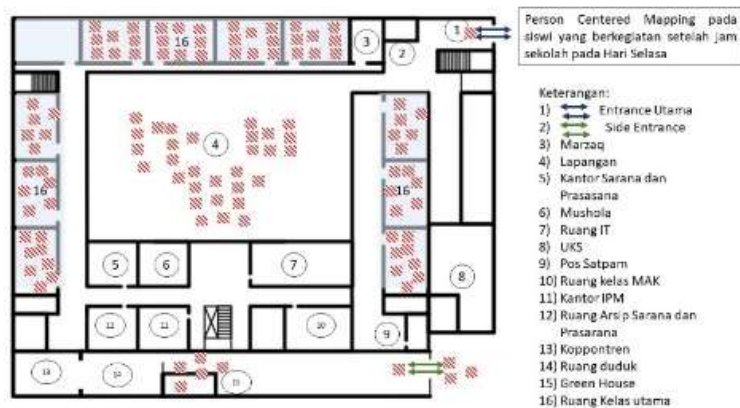 Person Centered Mapping pada
siswi yang berkegiatan setelah jam
sekolah pada Hari Selasa
Keterangan:
1) Entrance Utama
2) Side Entrance
3) Marzaq
4) Lapangan
5) Kantor Sarana dan
Prasasana
6) Mushola
7) Ruang IT
8) UKS
9) Pos Satpam
10) Ruang kelas MAK
11) Kantor IPM
12) Ruang Arsip Sarana dan
Prasarana
13) Koppontren
14) Ruang duduk
15) Green House
16) Ruang Kelas utama
16
3
2
1
4
16
16
5
6
7
8
12
11
10
9
13
14
15